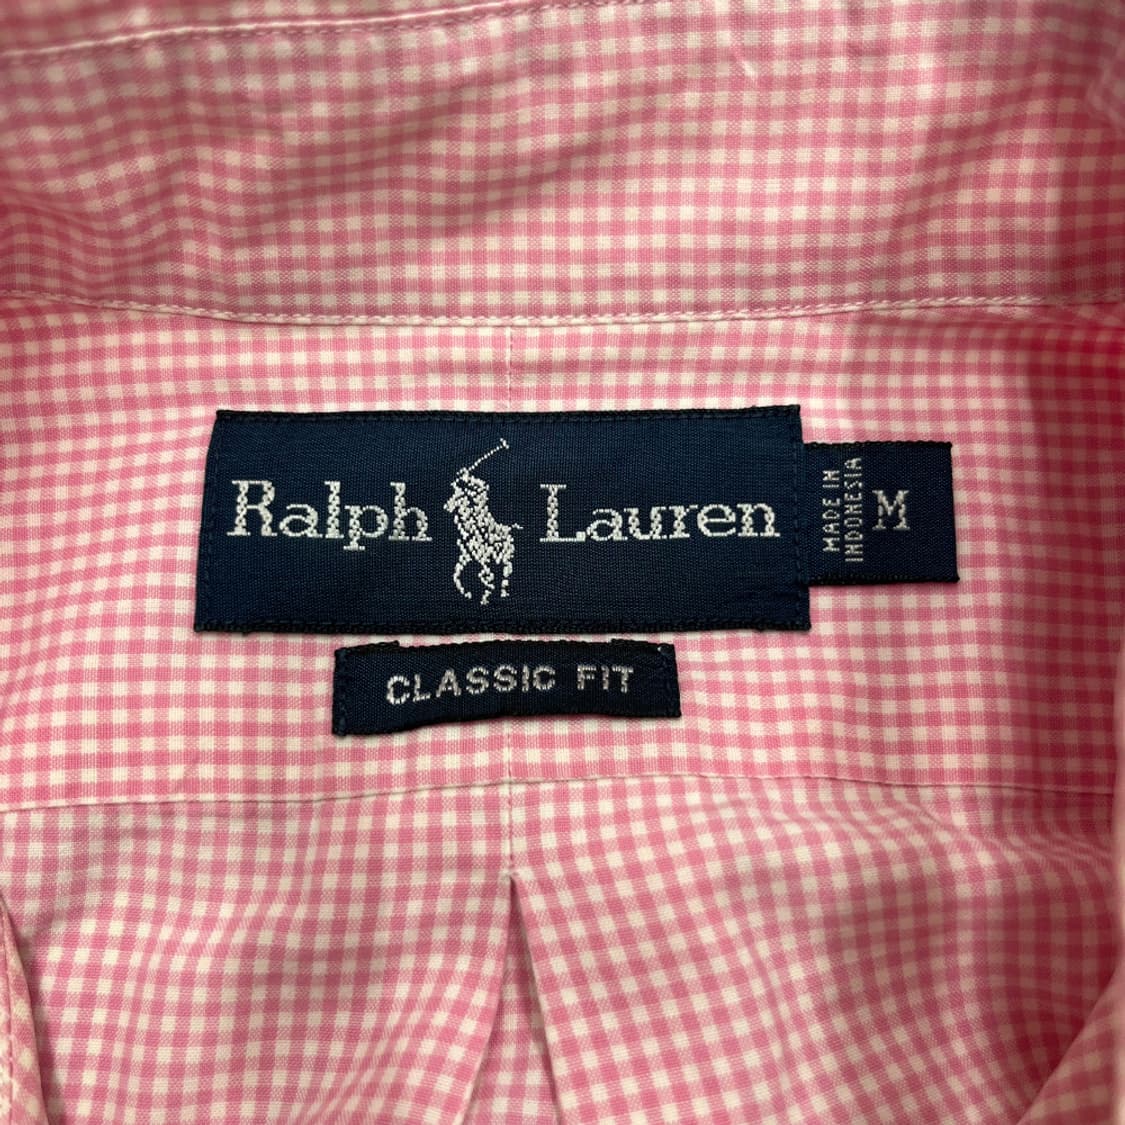 Ralph Lauren
MADE IN
INDONESIA
M
CLASSIC FIT